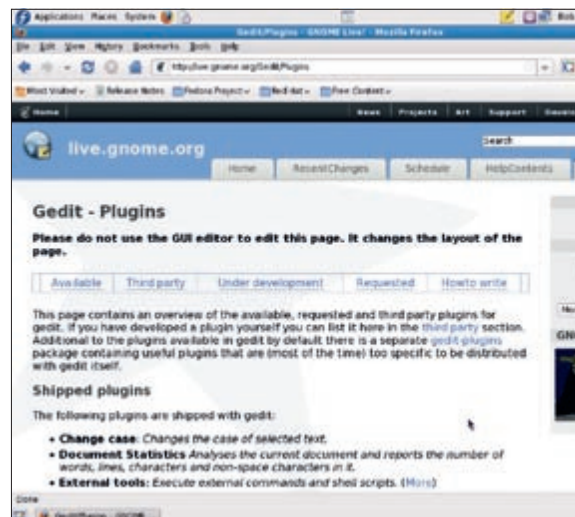 Applications Places System
Gedit/Plugins - GNOME Live! - Mozilla Firefox
File Edit View History Bookmarks Tools Help
http://live.gnome.org/Gedit/Plugins
Most Visited Release Notes Fedora Project Red Hat Free Content
Home News Projects Art Support
Search
live.gnome.org
Home RecentChanges Schedule HelpContents
Gedit - Plugins
Please do not use the GUI editor to edit this page. It changes the layout of the
page.
Available Third party Under development Requested Howto write
This page contains an overview of the available, requested and third party plugins for
gedit. If you have developed a plugin yourself you can list it here in the third party section.
Additional to the plugins available in gedit by default there is a separate gedit-plugins
package containing useful plugins that are (most of the time) too specific to be distributed
with gedit itself.
Shipped plugins
The following plugins are shipped with gedit:
• Change case: Changes the case of selected text.
• Document Statistics Analyses the current document and reports the number of
words, lines, characters and non-space characters in it.
• External tools: Execute external commands and shell scripts. (More)
Done